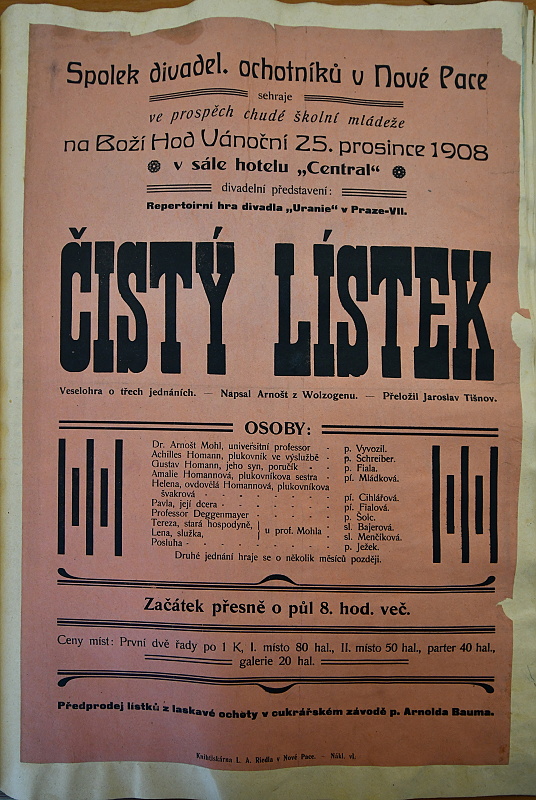 Spolek divadel. ochotníků v Nové Pace
sehraje
ve prospěch chudé školní mládeže
na Boží Hod Vánoční 25. prosince 1908
v sále hotelu „Central“
divadelní představení:
Repertoirní hra divadla „Uranie“ v Praze-VII.
ČISTÝ LÍSTEK
Veselohra o třech jednáních. — Napsal Arnošt z Wolzogenu. — Přeložil Jaroslav Tišnov.
OSOBY:
Dr. Arnošt Mohl, universitní professor - p. Vyvozil.
Achilles Homann, plukovník ve výslužbě - p. Schreiber.
Gustav Homann, jeho syn, poručík - - p. Fiala.
Amalie Homannová, plukovníkova sestra - pí. Mládková.
Helena, ovdovělá Homannová, plukovníkova
švakrová - - - - - - - pí. Cihlářová.
Pavla, její dcera - - - - - - pí. Fialová.
Professor Deggenmayer - - - - - p. Šolc.
Tereza, stará hospodyně, } u prof. Mohla - sl. Bajerová.
Lena, služka, sl. Menčíková.
Posluha - - - - - - - - p. Ježek.
Druhé jednání hraje se o několik měsíců později.
Začátek přesně o půl 8. hod. več.
Ceny míst: První dvě řady po 1 K, I. místo 80 hal., II. místo 50 hal., parter 40 hal.,
galerie 20 hal.
Předprodej lístků z laskavé ochoty v cukrářském závodě p. Arnolda Bauma.
Knihtiskárna L. A. Riedla v Nové Pace. — Nákl. vl.